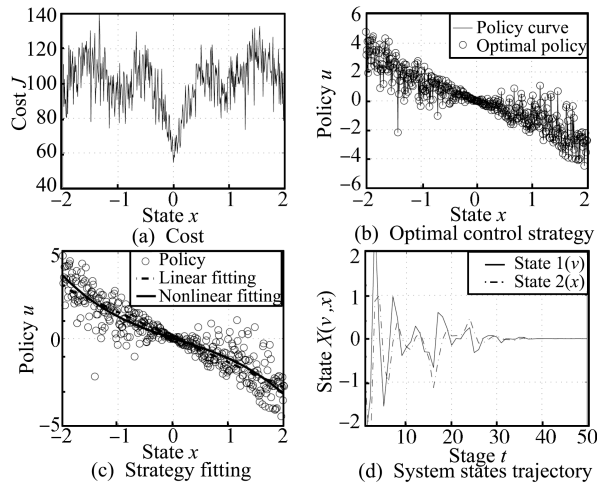 140
120
100
80
60
40
Cost J
−2 −1 0 1 2
State x
(a) Cost
6
4
2
0
−2
−4
−6
Policy u
Policy curve
Optimal policy
−2 −1 0 1 2
State x
(b) Optimal control strategy
5
0
−5
Policy u
Policy
Linear fitting
Nonlinear fitting
−2 −1 0 1 2
State x
(c) Strategy fitting
2
1
0
−1
−2
State X(v,x)
State 1(v)
State 2(x)
10 20 30 40 50
Stage t
(d) System states trajectory